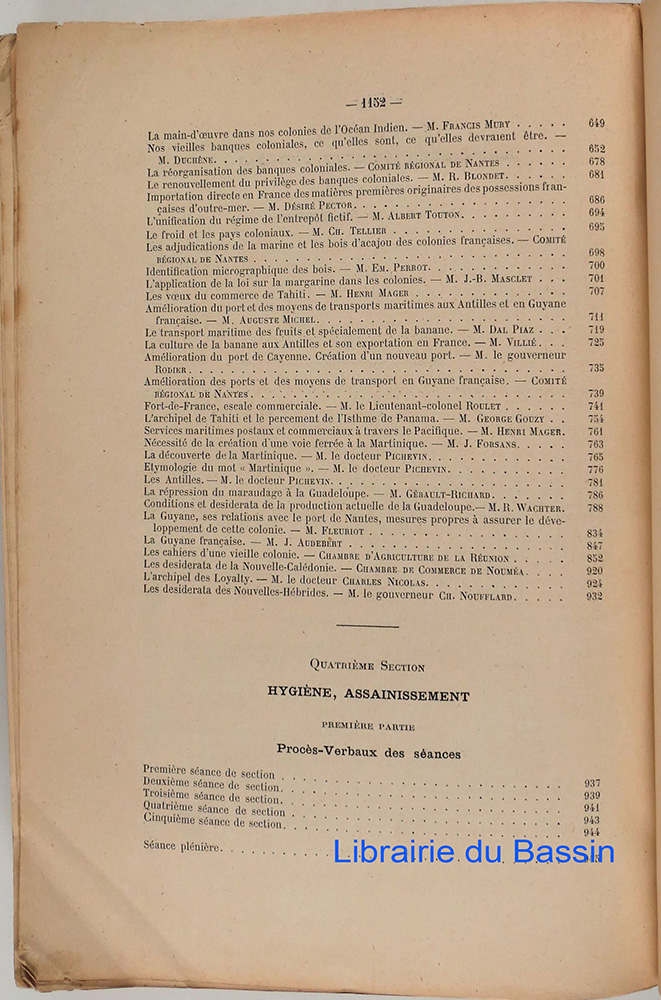 — 1152 —
La main-d'œuvre dans nos colonies de l'Océan Indien. — M. Francis Mury . . . . . 649
Nos vieilles banques coloniales, ce qu'elles sont, ce qu'elles devraient être. —
M. Duchêne. . . . . . . . . . . . . . . . . . . . . 652
La réorganisation des banques coloniales. — Comité régional de Nantes . . . . . . 678
Le renouvellement du privilège des banques coloniales. — M. R. Blondet. . . . . . 681
Importation directe en France des matières premières originaires des possessions fran-
çaises d'outre-mer. — M. Désiré Pector. . . . . . . . . . . . . . . 686
L'unification du régime de l'entrepôt fictif. — M. Albert Touton. . . . . . . . . . 694
Le froid et les pays coloniaux. — M. Ch. Tellier . . . . . . . . . . . . . 695
Les adjudications de la marine et les bois d'acajou des colonies françaises. — Comité
régional de Nantes . . . . . . . . . . . . . . . . . . . . . 698
Identification micrographique des bois. — M. Em. Perrot. . . . . . . . . . . 700
L'application de la loi sur la margarine dans les colonies. — M. J.-B. Masclet . . . 701
Les vœux du commerce de Tahiti. — M. Henri Mager . . . . . . . . . . . . 707
Amélioration du port et des moyens de transports maritimes aux Antilles et en Guyane
française. — M. Auguste Michel. . . . . . . . . . . . . . . . . . 711
Le transport maritime des fruits et spécialement de la banane. — M. Dal Piaz . . . 719
La culture de la banane aux Antilles et son exportation en France. — M. Villié. . . 725
Amélioration du port de Cayenne. Création d'un nouveau port. — M. le gouverneur
Rodier. . . . . . . . . . . . . . . . . . . . . . . . . 735
Amélioration des ports et des moyens de transport en Guyane française. — Comité
régional de Nantes. . . . . . . . . . . . . . . . . . . . . 739
Fort-de-France, escale commerciale. — M. le Lieutenant-colonel Roulet . . . . . . 741
L'archipel de Tahiti et le percement de l'Isthme de Panama. — M. George Gouzy . . 754
Services maritimes postaux et commerciaux à travers le Pacifique. — M. Henri Mager. 761
Nécessité de la création d'une voie ferrée à la Martinique. — M. J. Forsans. . . . . 763
La découverte de la Martinique. — M. le docteur Pichevin. . . . . . . . . . . 765
Etymologie du mot « Martinique ». — M. le docteur Pichevin. . . . . . . . . . 776
Les Antilles. — M. le docteur Pichevin. . . . . . . . . . . . . . . . . 781
La répression du maraudage à la Guadeloupe. — M. Gérault-Richard. . . . . . . 786
Conditions et desiderata de la production actuelle de la Guadeloupe. — M. R. Wachter. 788
La Guyane, ses relations avec le port de Nantes, mesures propres à assurer le déve-
loppement de cette colonie. — M. Fleuriot . . . . . . . . . . . . . . 834
La Guyane française. — M. J. Audebért . . . . . . . . . . . . . . . . 847
Les cahiers d'une vieille colonie. — Chambre d'Agriculture de la Réunion . . . . . 852
Les desiderata de la Nouvelle-Calédonie. — Chambre de Commerce de Nouméa. . . . 920
L'archipel des Loyalty. — M. le docteur Charles Nicolas. . . . . . . . . . . . 924
Les desiderata des Nouvelles-Hébrides. — M. le gouverneur Ch. Noufflard. . . . . . 932
Quatrième Section
HYGIÈNE, ASSAINISSEMENT
PREMIÈRE PARTIE
Procès-Verbaux des séances
Première séance de section . . . . . . . . . . . . . . . . . . . 937
Deuxième séance de section. . . . . . . . . . . . . . . . . . . . 939
Troisième séance de section. . . . . . . . . . . . . . . . . . . . 941
Quatrième séance de section . . . . . . . . . . . . . . . . . . . 943
Cinquième séance de section. . . . . . . . . . . . . . . . . . . . 944
Séance plénière. . . . . . . . . . . .
Librairie du Bassin